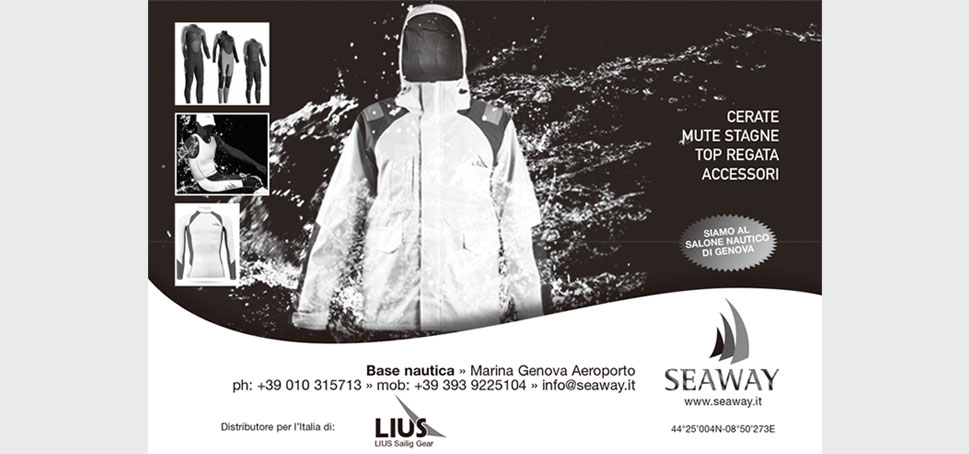 CERATE
MUTE STAGNE
TOP REGATA
ACCESSORI
SIAMO AL
SALONE NAUTICO
DI GENOVA
Base nautica » Marina Genova Aeroporto
ph: +39 010 315713 » mob: +39 393 9225104 » info@seaway.it
SEAWAY
www.seaway.it
Distributore per l'Italia di:
LIUS
LIUS Sailig Gear
44°25'004N-08°50'273E